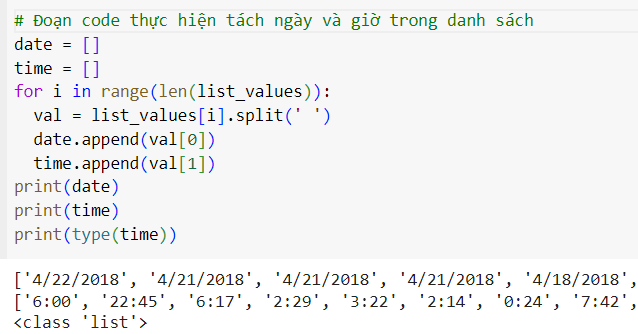 # Đoạn code thực hiện tách ngày và giờ trong danh sách
date = []
time = []
for i in range(len(list_values)):
  val = list_values[i].split(' ')
  date.append(val[0])
  time.append(val[1])
print(date)
print(time)
print(type(time))
['4/22/2018', '4/21/2018', '4/21/2018', '4/21/2018', '4/18/2018',
['6:00', '22:45', '6:17', '2:29', '3:22', '2:14', '0:24', '7:42',
<class 'list'>